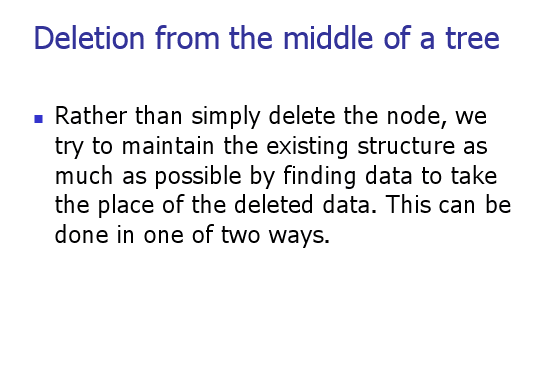 Deletion from the middle of a tree
Rather than simply delete the node, we
try to maintain the existing structure as
much as possible by finding data to take
the place of the deleted data. This can be
done in one of two ways.